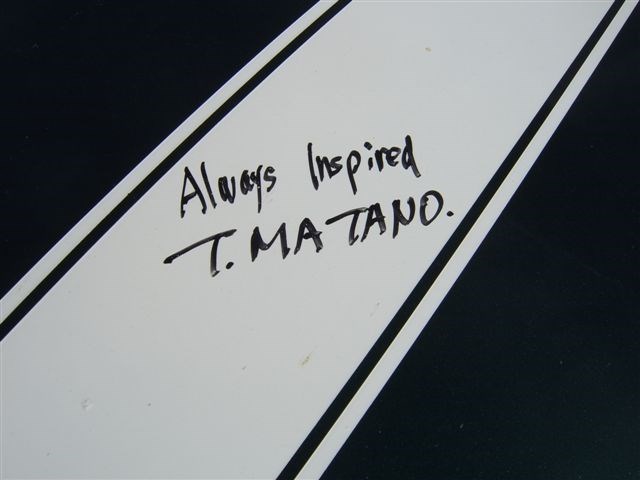 Always Inspired
T. MATANO.